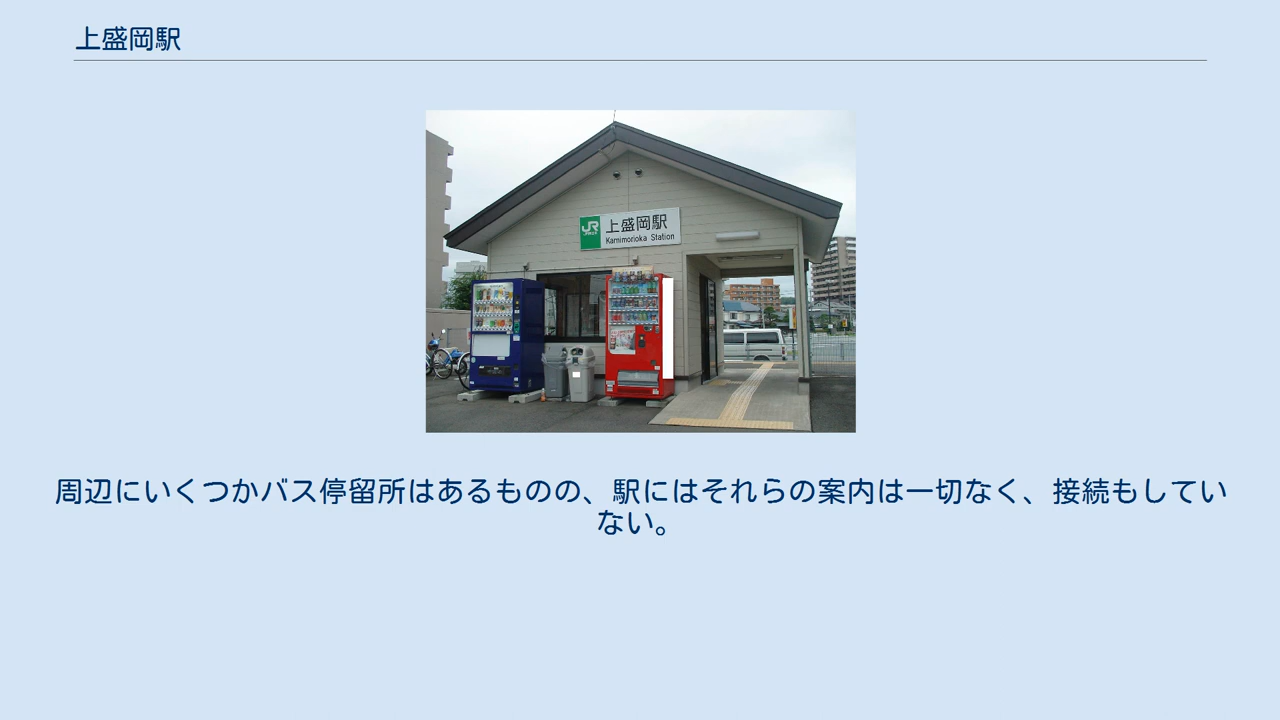 上盛岡駅
JR
上盛岡駅
Kamimorioka Station
周辺にいくつかバス停留所はあるものの、駅にはそれらの案内は一切なく、接続もしてい
ない。